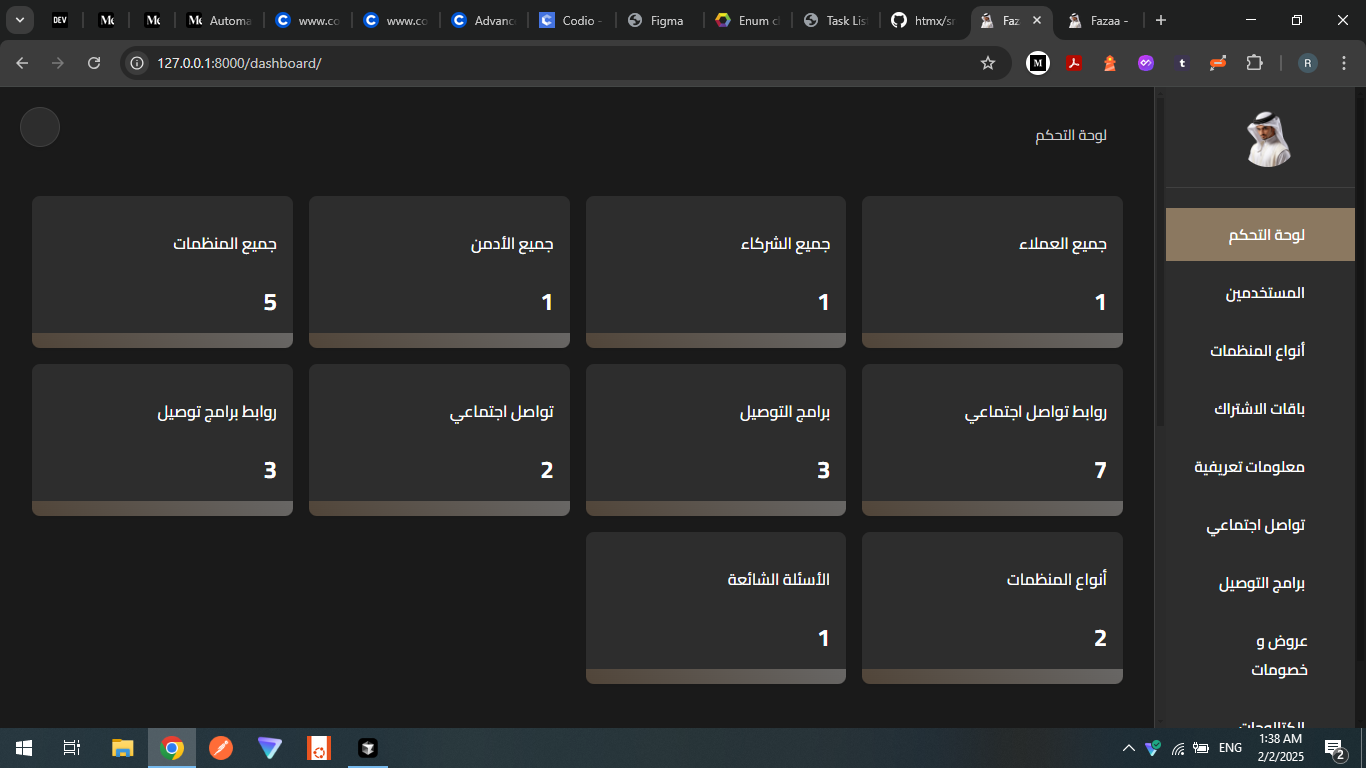 DEV
Automa
www.co
www.co
Advanc
Codio -
Figma
Enum cl
Task Lis
htmx/sr
Faz
Fazaa -
127.0.0.1:8000/dashboard/
M
t
R
لوحة التحكم
جميع العملاء
1
جميع الشركاء
1
جميع الأدمن
1
جميع المنظمات
5
روابط تواصل اجتماعي
7
برامج التوصيل
3
تواصل اجتماعي
2
روابط برامج توصيل
3
أنواع المنظمات
2
الأسئلة الشائعة
1
لوحة التحكم
المستخدمين
أنواع المنظمات
باقات الاشتراك
معلومات تعريفية
تواصل اجتماعي
برامج التوصيل
عروض و
خصومات
الكتالوجات
ENG
1:38 AM
2/2/2025
2